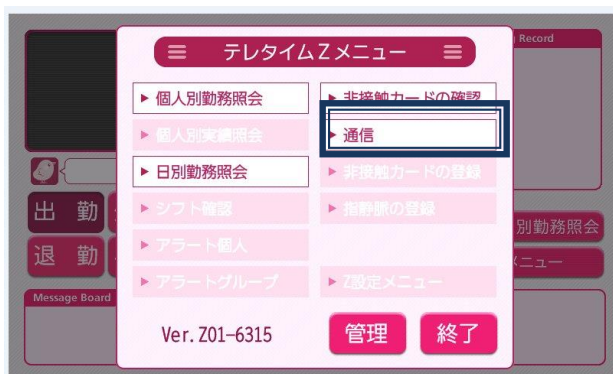 テレタイムZメニュー
個人別勤務照会
非接触カードの確認
個人別実績照会
通信
日別勤務照会
非接触カードの登録
シフト確認
指静脈の登録
アラート個人
アラートグループ
Z設定メニュー
Ver. Z01-6315
管理
終了
Record
出 勤
退 勤
別勤務照会
メニュー
Message Board